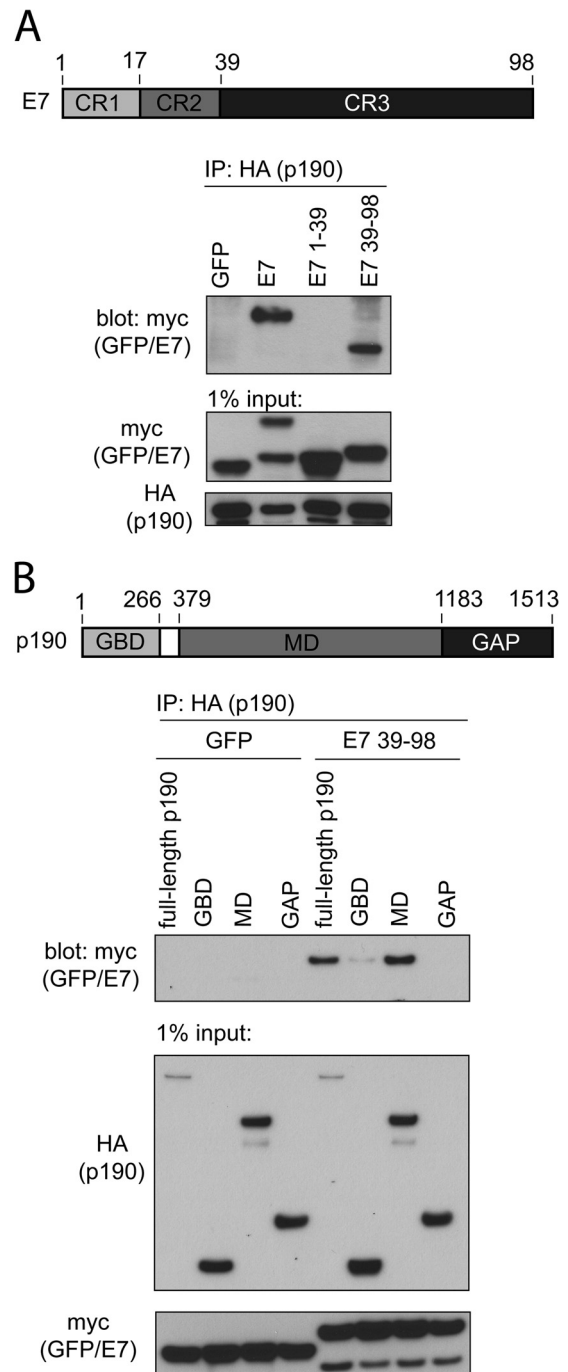 A
1 17 39 98
E7 CR1 CR2 CR3
IP: HA (p190)
GFP E7 E7 1-39 E7 39-98
blot: myc
(GFP/E7)
1% input:
myc
(GFP/E7)
HA
(p190)
B
1 266 379 1183 1513
p190 GBD MD GAP
IP: HA (p190)
GFP E7 39-98
full-length p190 GBD MD GAP full-length p190 GBD MD GAP
blot: myc
(GFP/E7)
1% input:
HA
(p190)
myc
(GFP/E7)